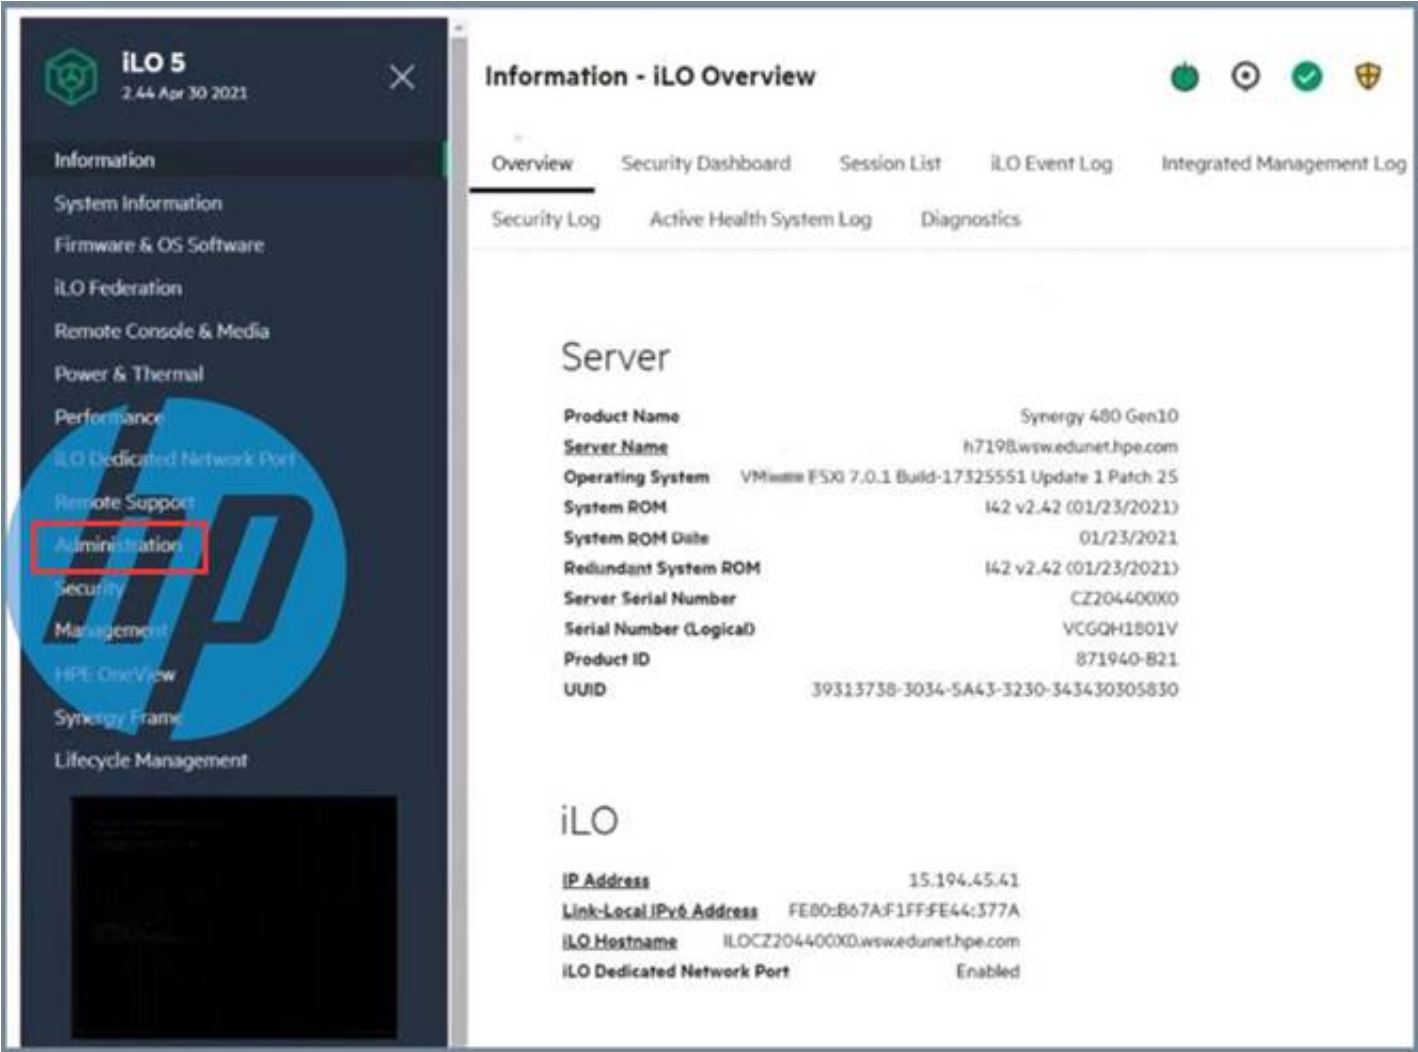 iLO 5
2.44 Apr 30 2021
Information
System Information
Firmware & OS Software
iLO Federation
Remote Console & Media
Power & Thermal
Performance
iLO Dedicated Network Port
Remote Support
Administration
Security
Management
HPE OneView
Synergy Frame
Lifecycle Management
hp
Information - iLO Overview
Overview Security Dashboard Session List iLO Event Log Integrated Management Log
Security Log Active Health System Log Diagnostics
Server
Product Name Synergy 480 Gen10
Server Name h7198.wsw.edunet.hpe.com
Operating System VMware ESXi 7.0.1 Build-17325551 Update 1 Patch 25
System ROM I42 v2.42 (01/23/2021)
System ROM Date 01/23/2021
Redundant System ROM I42 v2.42 (01/23/2021)
Server Serial Number CZ204400X0
Serial Number (Logical) VCGQH1801V
Product ID 871940-B21
UUID 39313738-3034-5A43-3230-343430305830
iLO
IP Address 15.194.45.41
Link-Local IPv6 Address FE80::B67A:F1FF:FE44:377A
iLO Hostname ILOCZ204400X0.wsw.edunet.hpe.com
iLO Dedicated Network Port Enabled